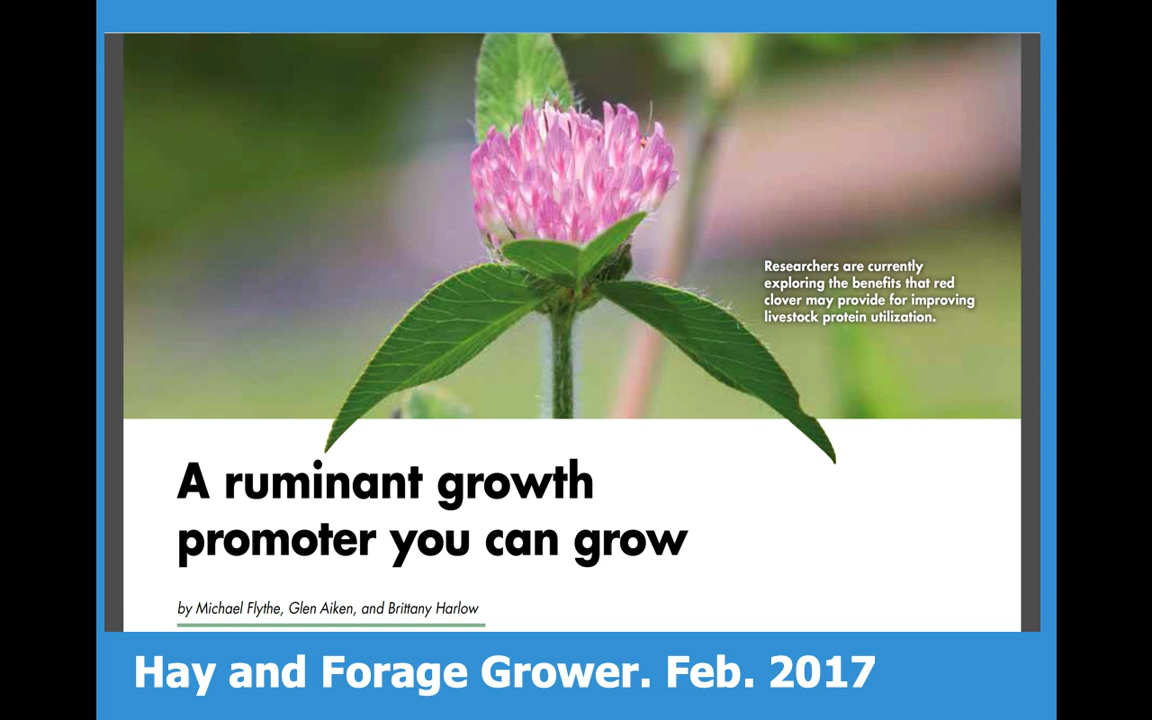 Researchers are currently
exploring the benefits that red
clover may provide for improving
livestock protein utilization.
A ruminant growth
promoter you can grow
by Michael Flythe, Glen Aiken, and Brittany Harlow
Hay and Forage Grower. Feb. 2017